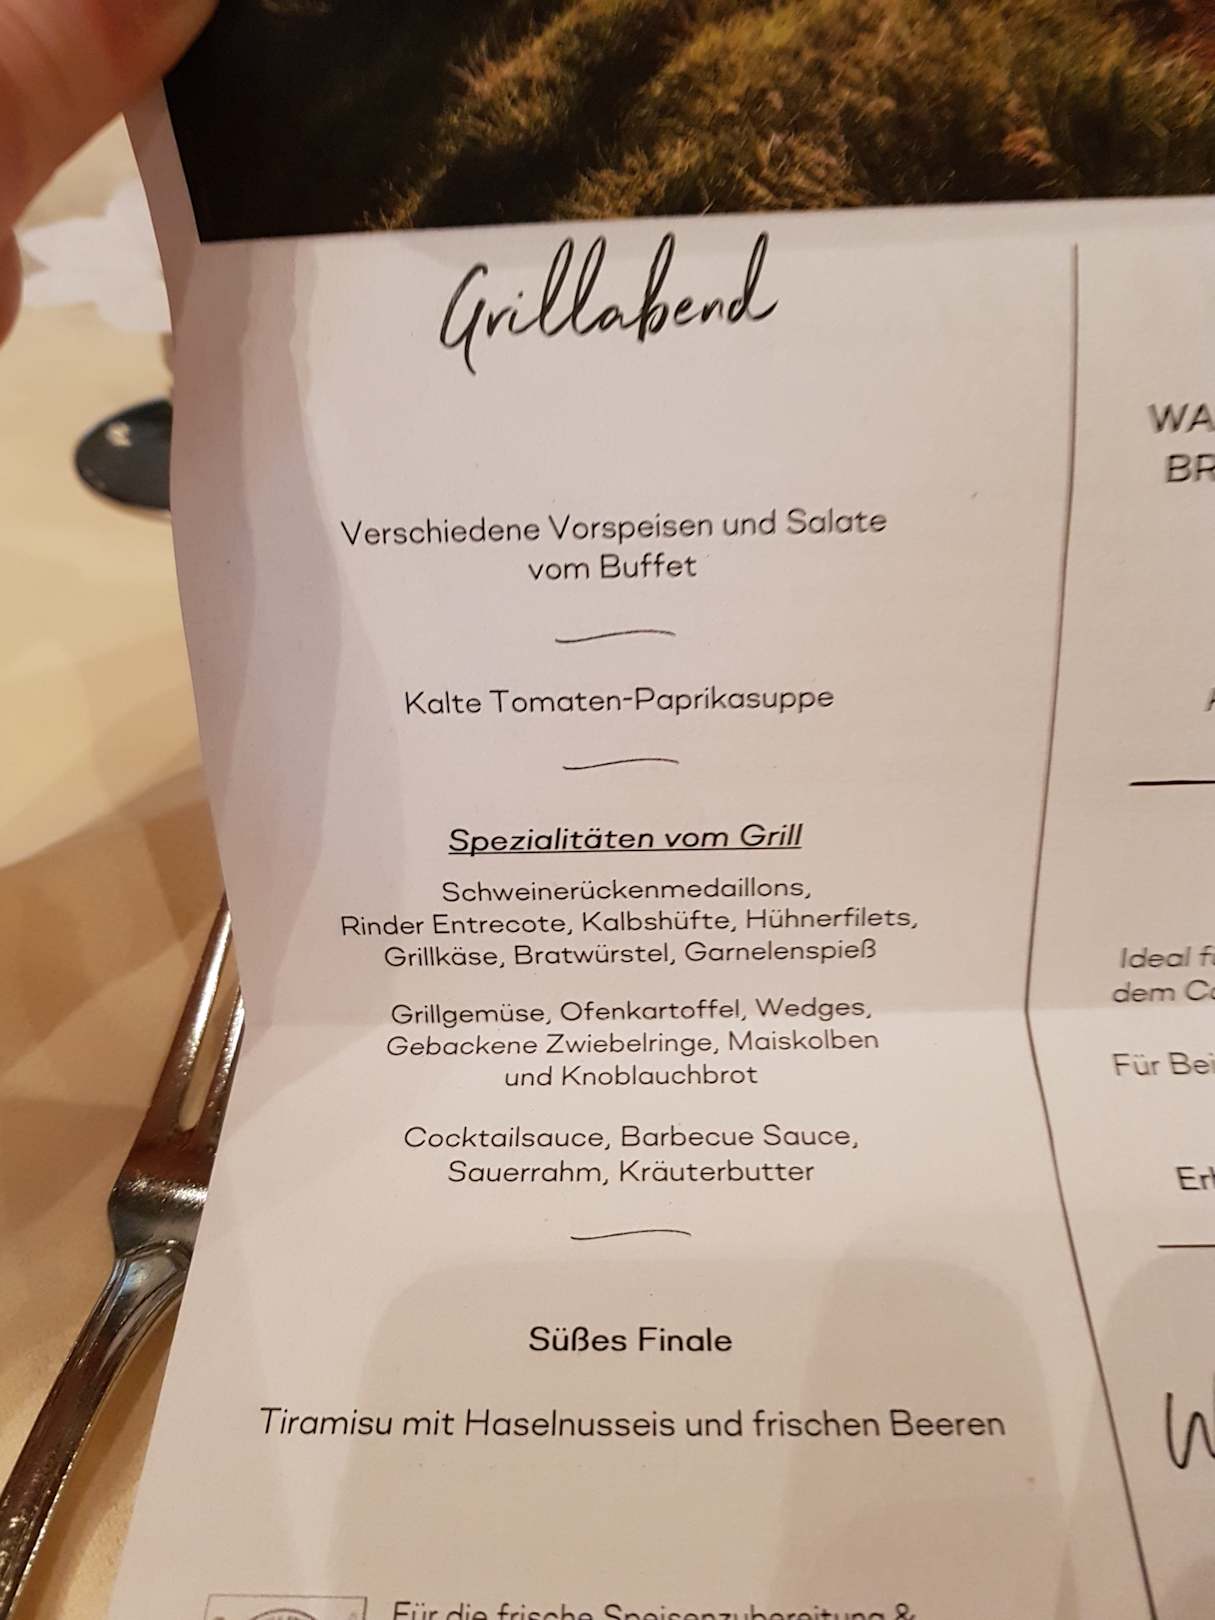 Grillabend
Verschiedene Vorspeisen und Salate
vom Buffet
Kalte Tomaten-Paprikasuppe
Spezialitäten vom Grill
Schweinerückenmedaillons,
Rinder Entrecote, Kalbshüfte, Hühnerfilets,
Grillkäse, Bratwürstel, Garnelenspieß
Grillgemüse, Ofenkartoffel, Wedges,
Gebackene Zwiebelringe, Maiskolben
und Knoblauchbrot
Cocktailsauce, Barbecue Sauce,
Sauerrahm, Kräuterbutter
Süßes Finale
Tiramisu mit Haselnusseis und frischen Beeren
Für die frische Speisenzubereitung &
WA
BR
Ideal f
dem Co
Für Bei
Er
W